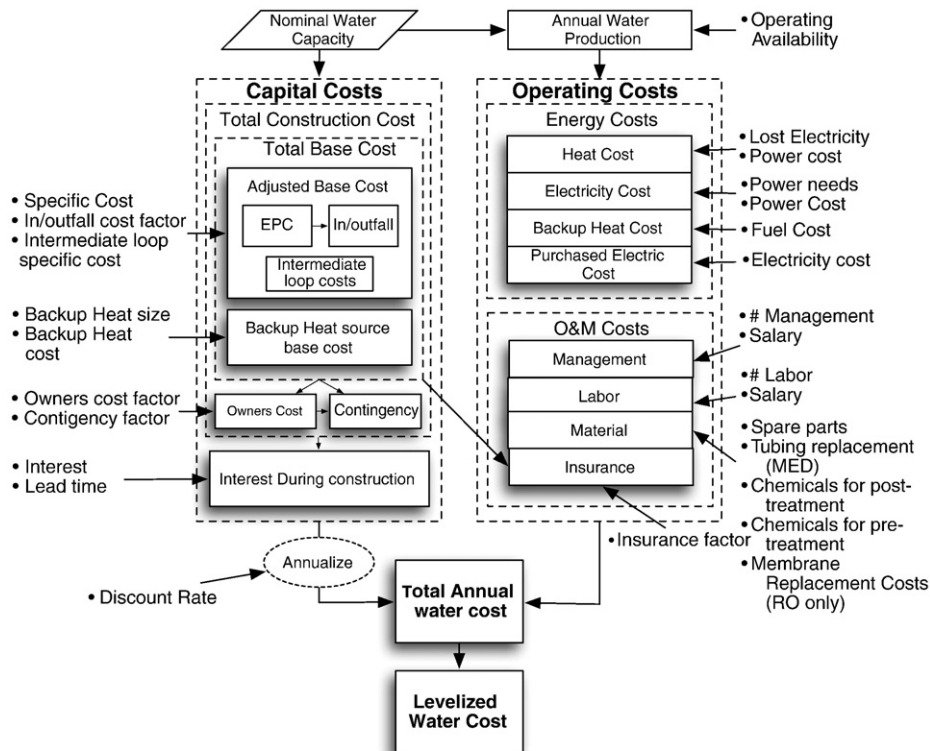 Nominal Water
Capacity
Annual Water
Production
• Operating
Availability
Capital Costs
Total Construction Cost
Total Base Cost
Adjusted Base Cost
EPC
In/outfall
Intermediate
loop costs
Backup Heat source
base cost
Owners Cost
Contingency
Interest During construction
• Specific Cost
• In/outfall cost factor
• Intermediate loop
specific cost
• Backup Heat size
• Backup Heat
cost
• Owners cost factor
• Contigency factor
• Interest
• Lead time
Operating Costs
Energy Costs
Heat Cost
Electricity Cost
Backup Heat Cost
Purchased Electric
Cost
• Lost Electricity
• Power cost
• Power needs
• Power Cost
• Fuel Cost
• Electricity cost
O&M Costs
Management
Labor
Material
Insurance
• # Management
• Salary
• # Labor
• Salary
• Spare parts
• Tubing replacement
(MED)
• Chemicals for post-
treatment
• Chemicals for pre-
treatment
• Membrane
Replacement Costs
(RO only)
• Insurance factor
Annualize
• Discount Rate
Total Annual
water cost
Levelized
Water Cost